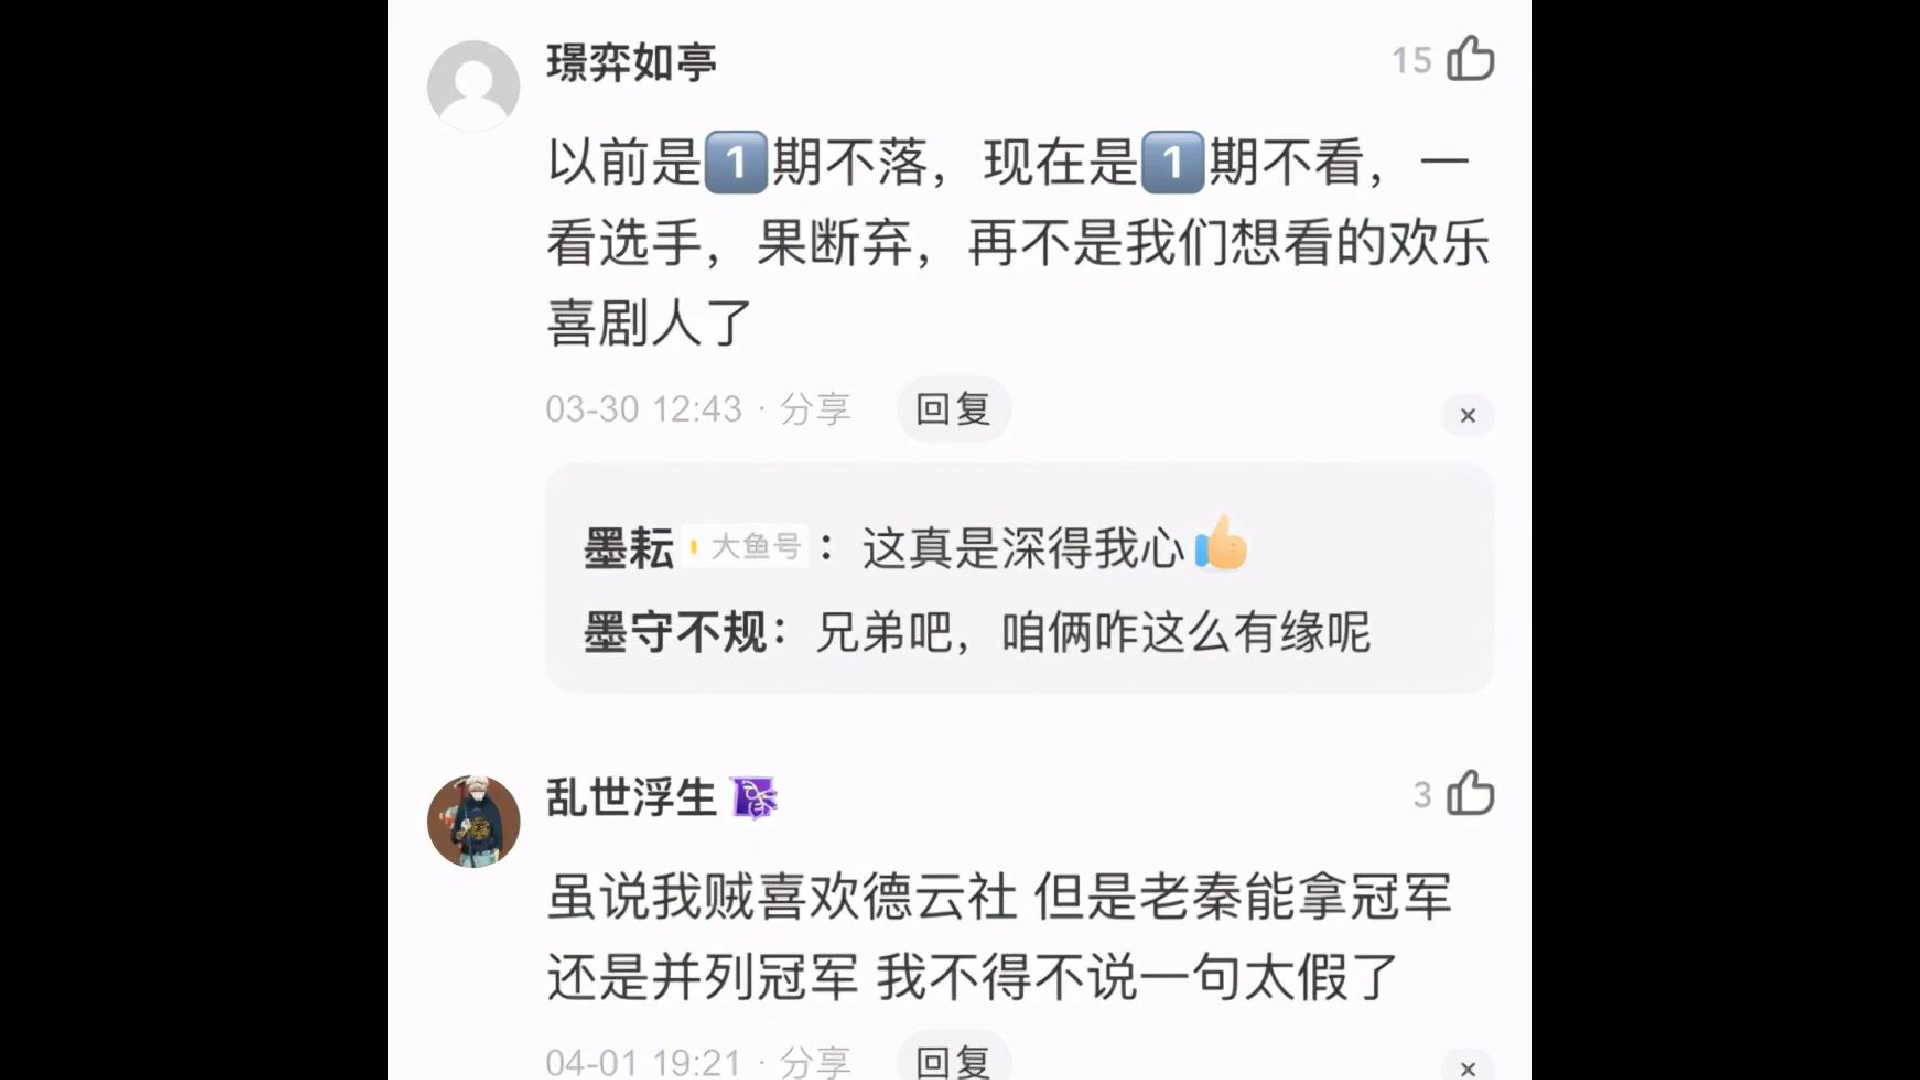 璟弈如亭
15
以前是1️⃣期不落，现在是1️⃣期不看，一
看选手，果断弃，再不是我们想看的欢乐
喜剧人了
03-30 12:43 · 分享 回复
×
墨耘 大鱼号：这真是深得我心👍
墨守不规：兄弟吧，咱俩咋这么有缘呢
乱世浮生
3
虽说我贼喜欢德云社 但是老秦能拿冠军
还是并列冠军 我不得不说一句太假了
04-01 19:21 · 分享 回复
×